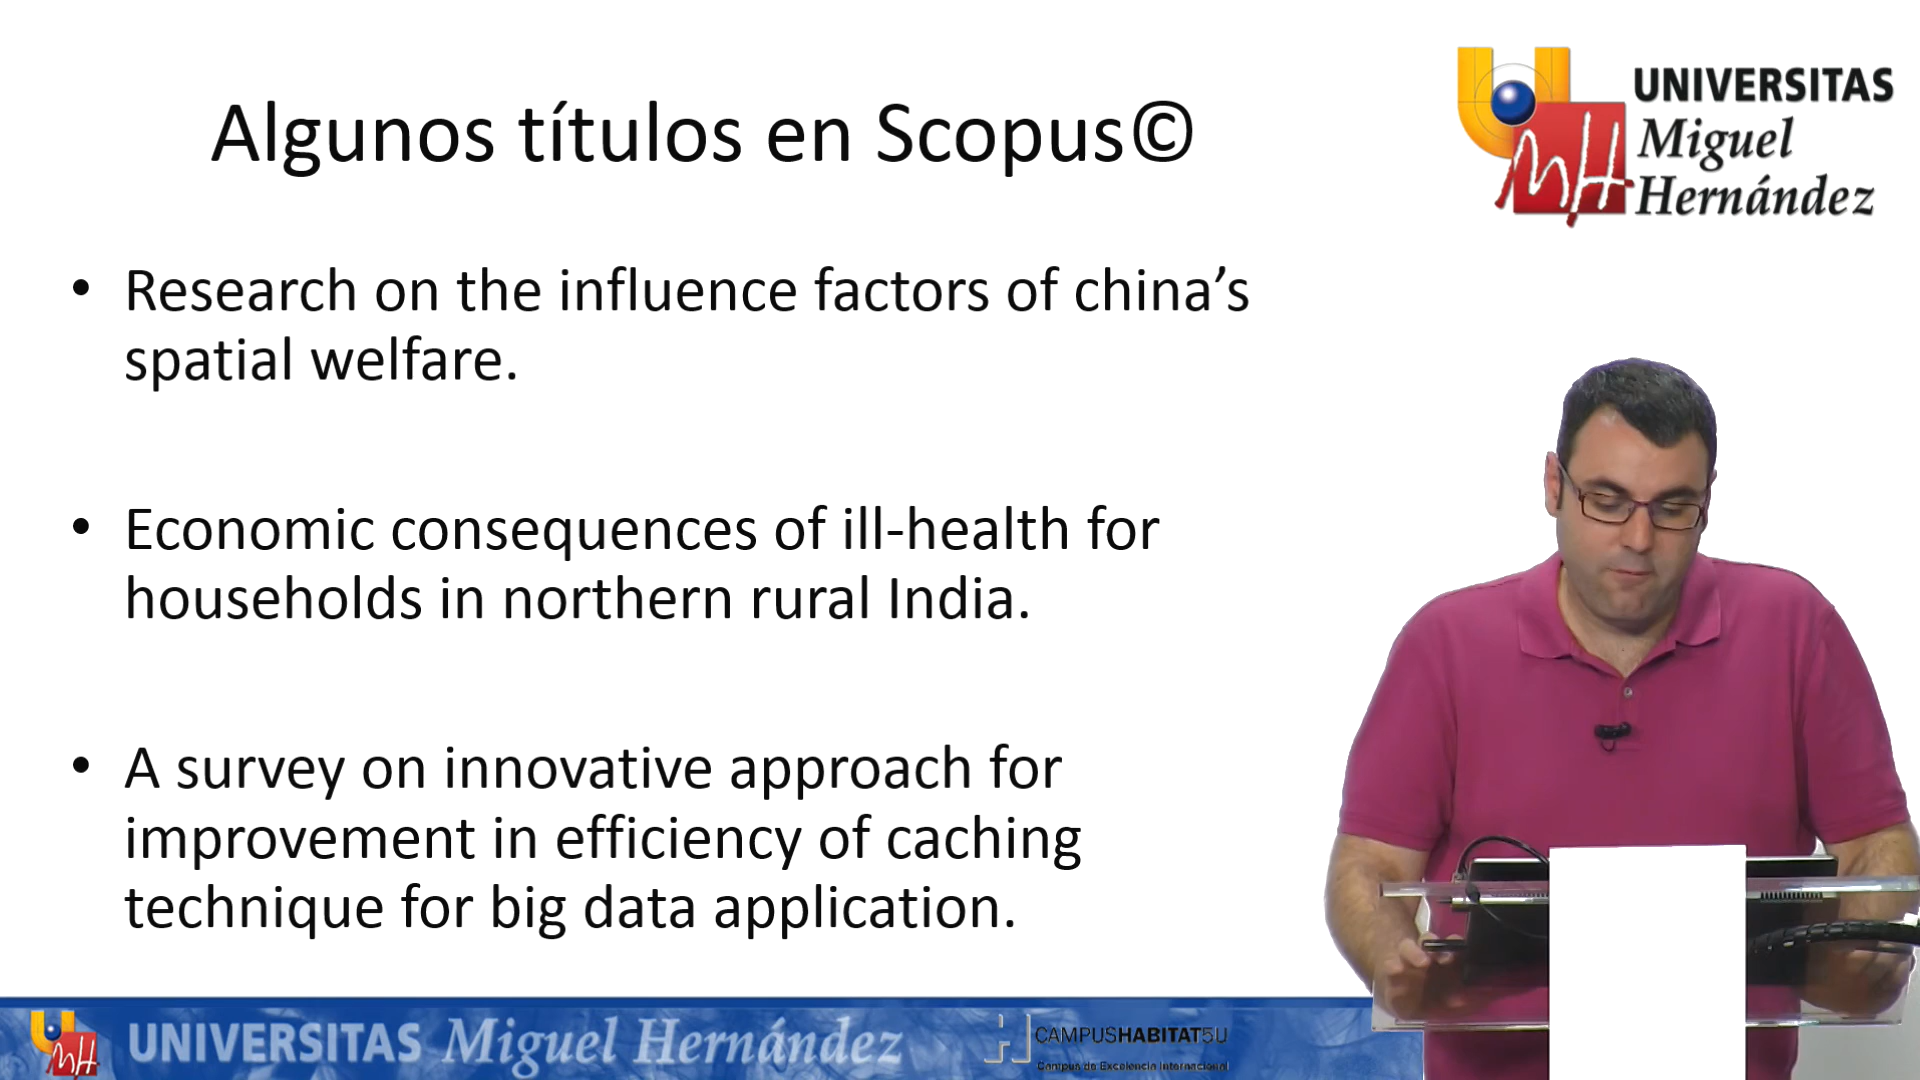 Algunos títulos en Scopus©
UNIVERSITAS
Miguel
Hernández
• Research on the influence factors of china’s
spatial welfare.
• Economic consequences of ill-health for
households in northern rural India.
• A survey on innovative approach for
improvement in efficiency of caching
technique for big data application.
UNIVERSITAS Miguel Hernández
CAMPUSHABITAT5U
Campus de Excelencia Internacional